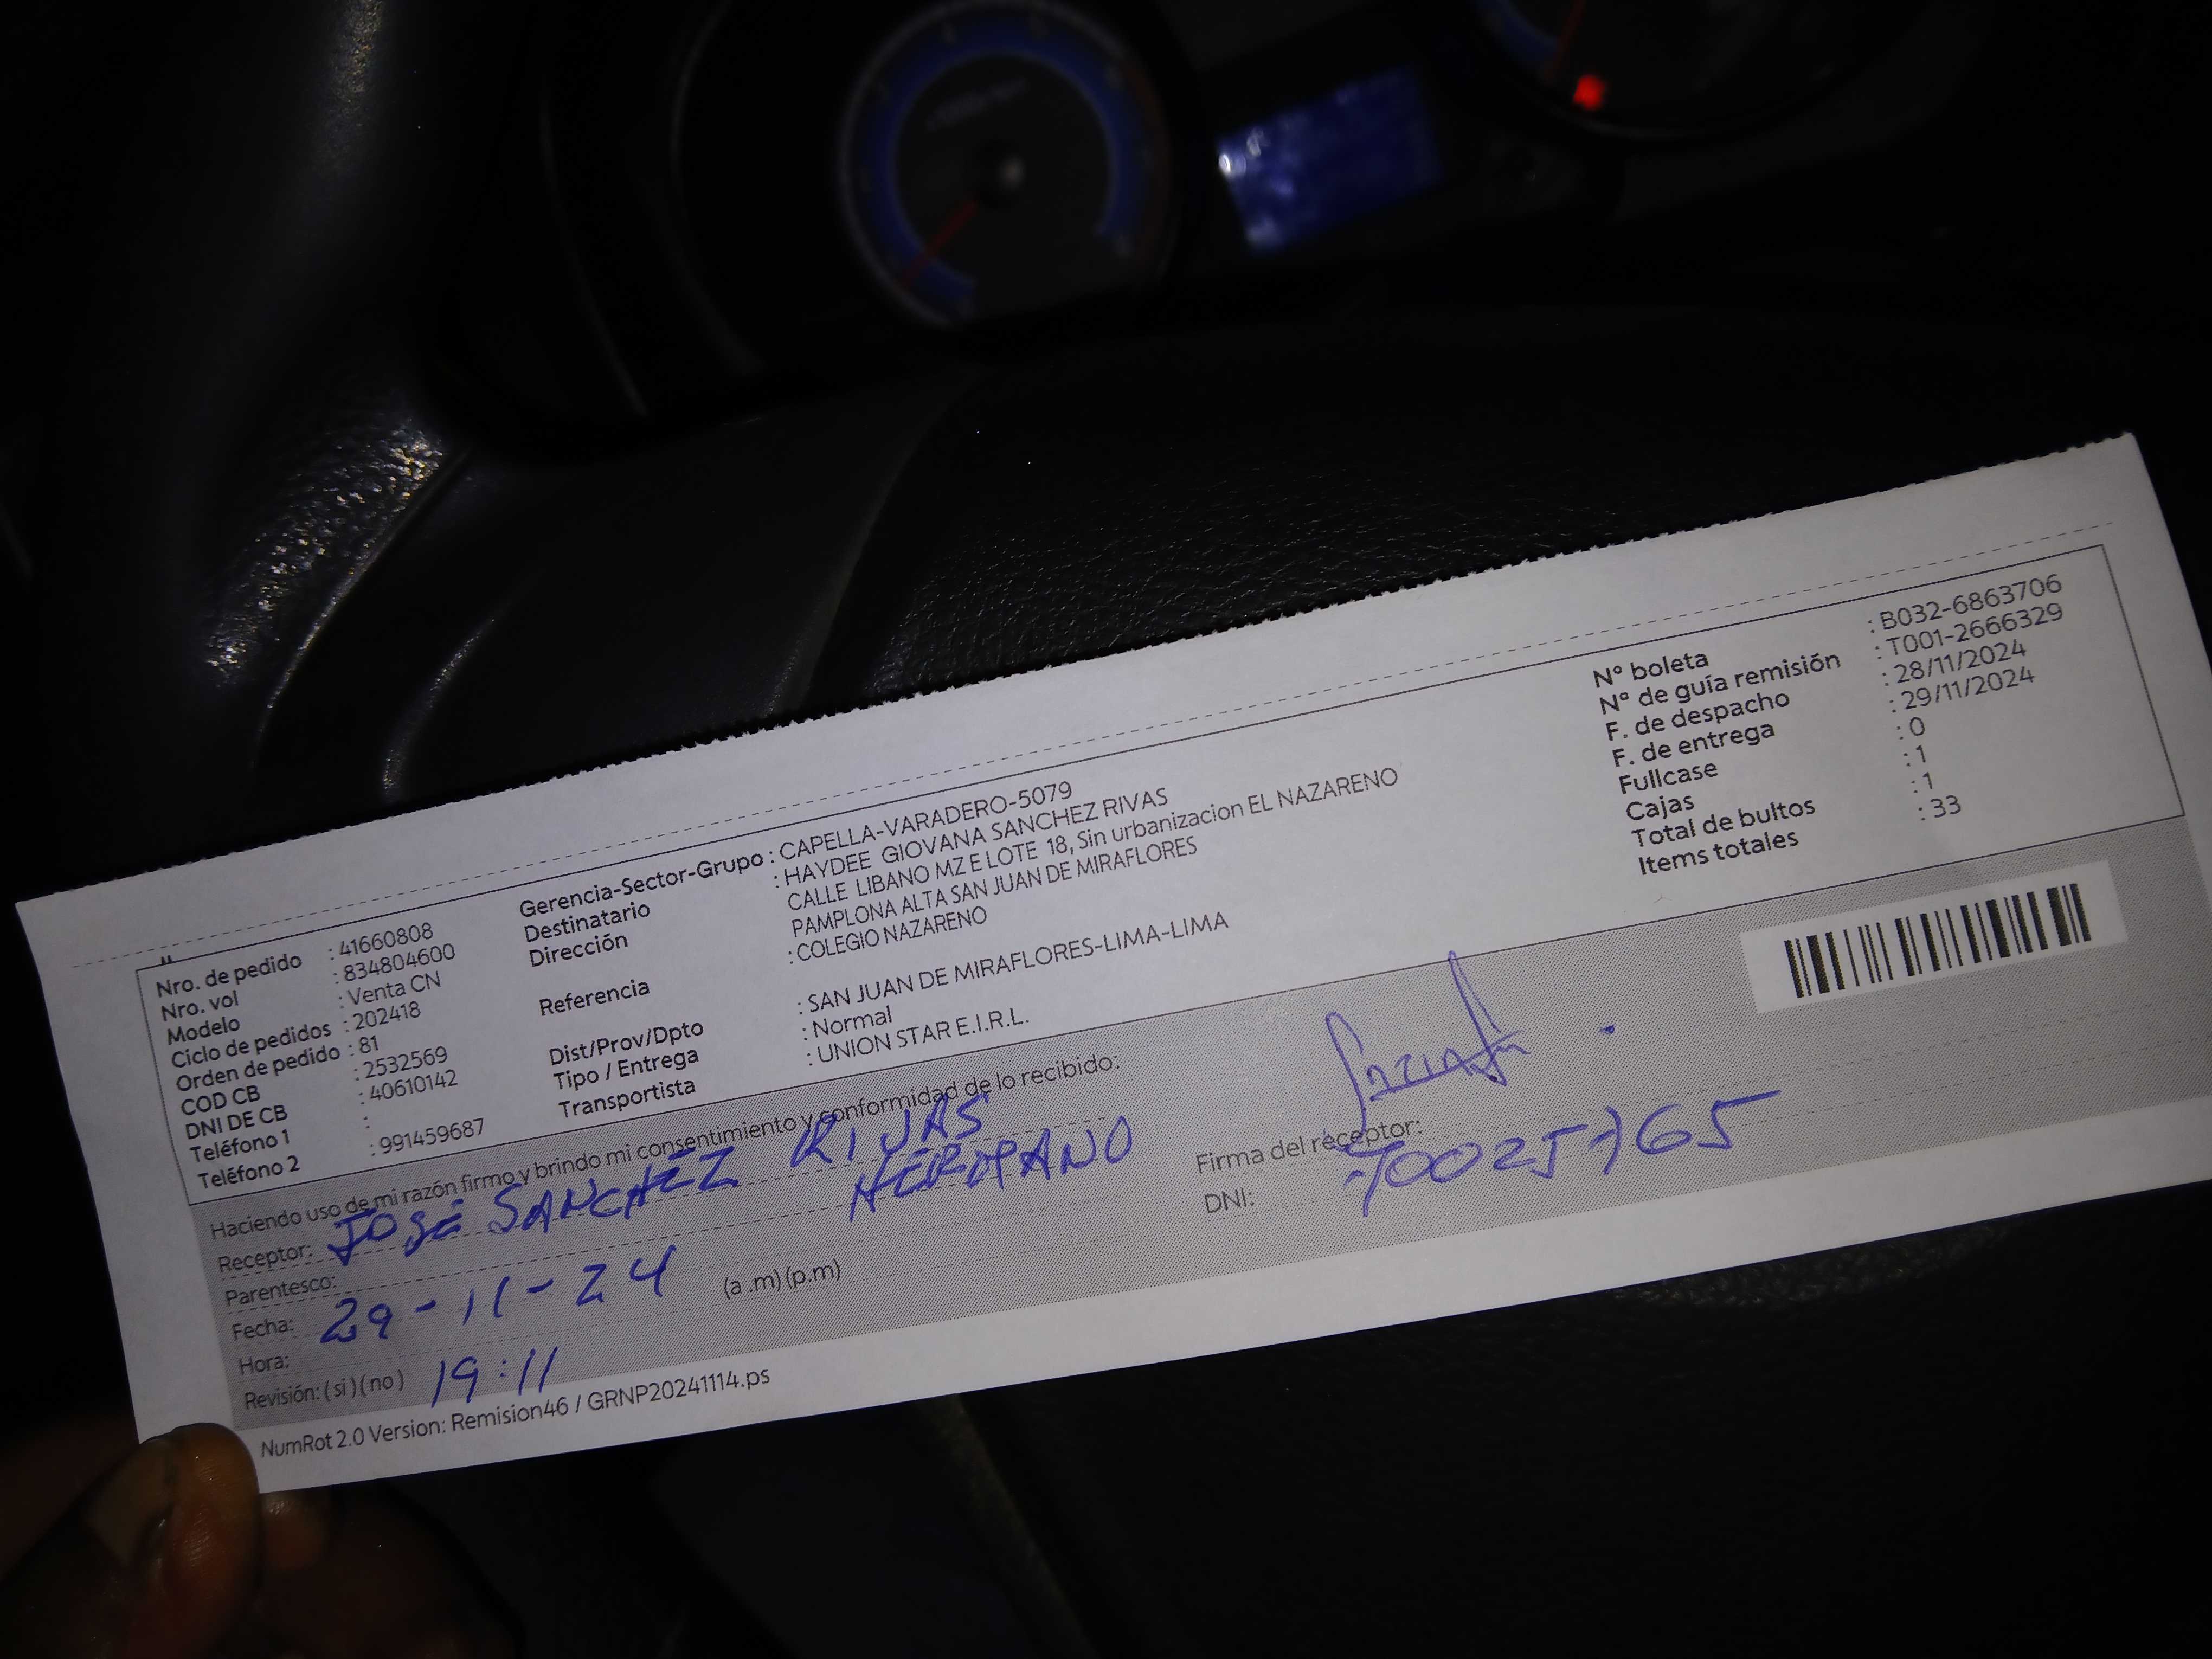 Nro. de pedido : 41660808
Nro. vol : 834804600
Modelo : Venta CN
Ciclo de pedidos : 202418
Orden de pedido : 81
COD CB : 2532569
DNI DE CB : 40610142
Teléfono 1 :
Teléfono 2 : 991459687
Gerencia-Sector-Grupo : CAPELLA-VARADERO-5079
Destinatario : HAYDEE GIOVANA SANCHEZ RIVAS
Dirección CALLE LIBANO MZ E LOTE 18, Sin urbanizacion EL NAZARENO
PAMPLONA ALTA SAN JUAN DE MIRAFLORES
Referencia : COLEGIO NAZARENO
Dist/Prov/Dpto : SAN JUAN DE MIRAFLORES-LIMA-LIMA
Tipo / Entrega : Normal
Transportista : UNION STAR E.I.R.L.
N° boleta : B032-6863706
N° de guía remisión : T001-2666329
F. de despacho : 28/11/2024
F. de entrega : 29/11/2024
Fullcase : 0
Cajas : 1
Total de bultos : 1
Items totales : 33
Haciendo uso de mi razón firmo y brindo mi consentimiento y conformidad de lo recibido:
Receptor: JOSÉ SANCHEZ RIVAS
Parentesco: HERMANO
Fecha: 29-11-24
Hora: (a .m) (p.m)
Revisión: ( si ) ( no ) 19:11
Firma del receptor:
DNI:
NumRot 2.0 Version: Remision46 / GRNP20241114.ps